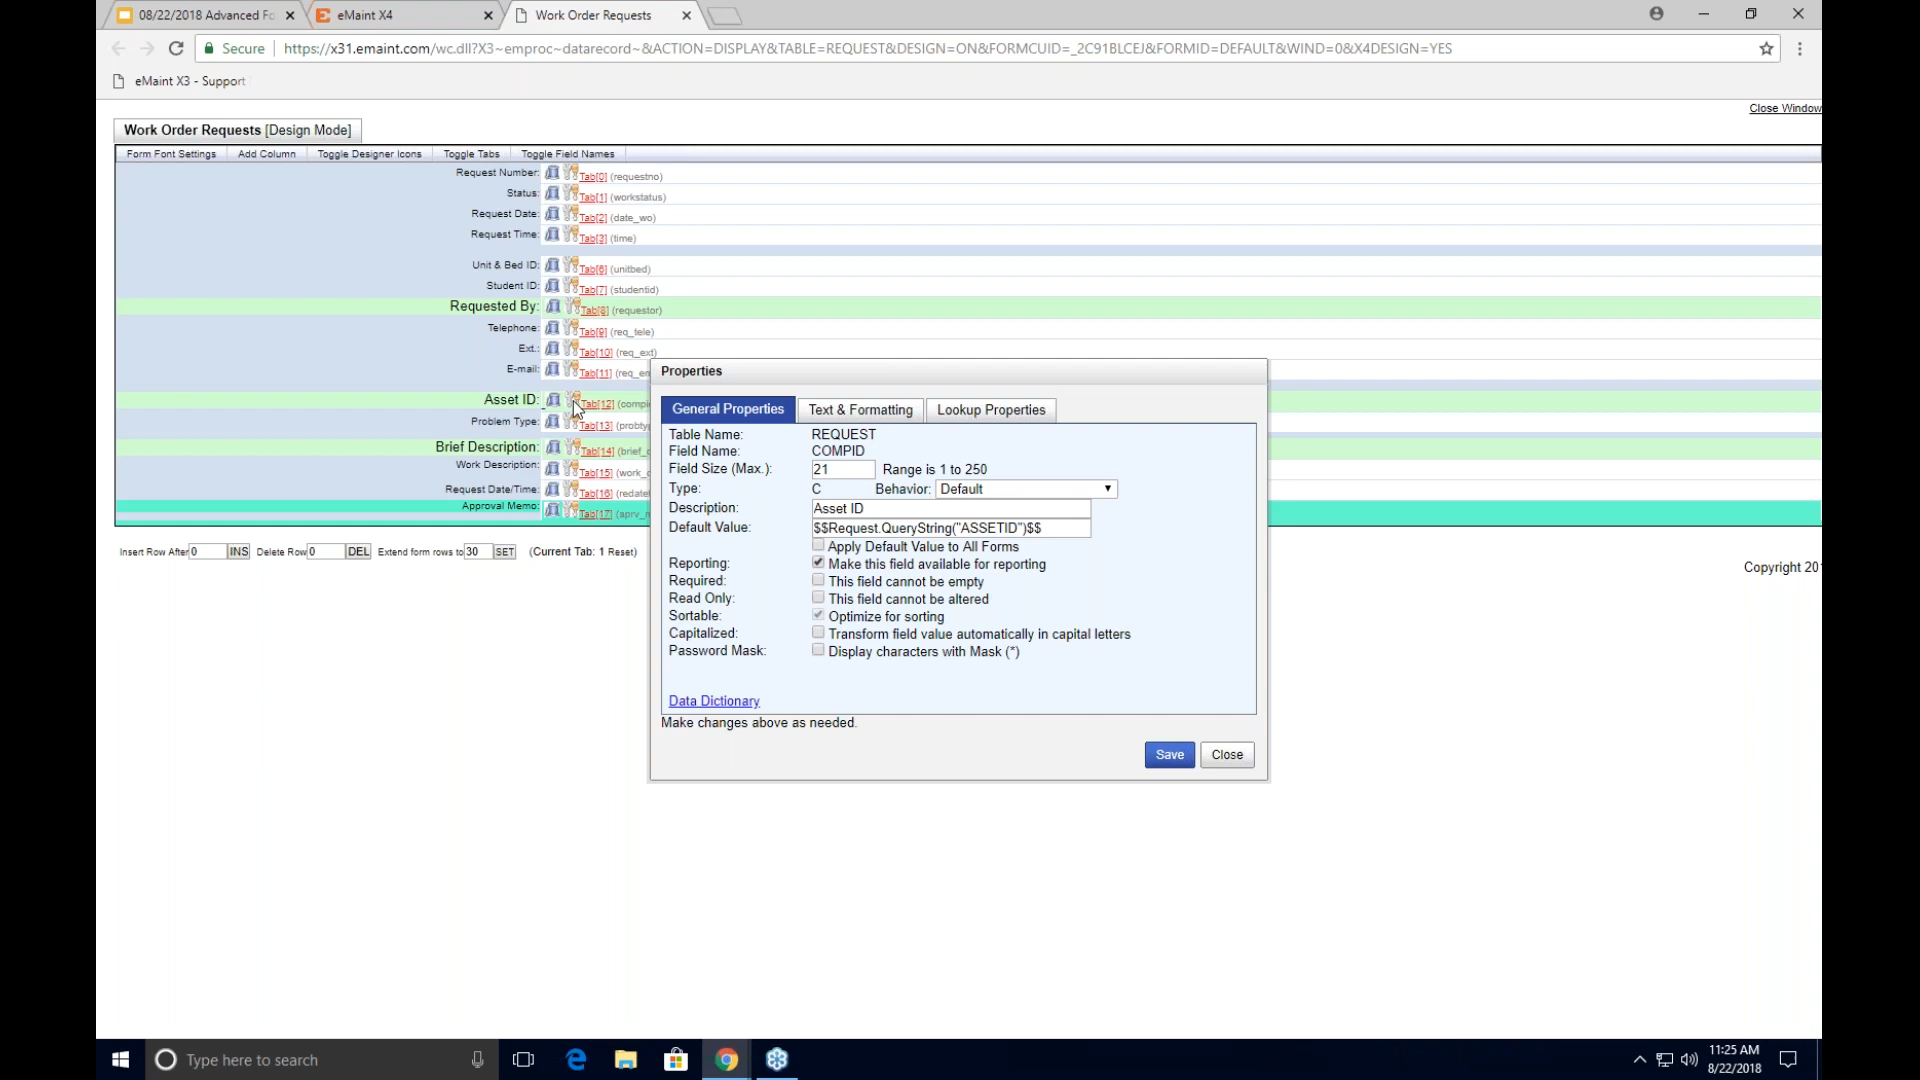 08/22/2018 Advanced Fo
eMaint X4
Work Order Requests
Secure
https://x31.emaint.com/wc.dll?X3~emproc~datarecord~&ACTION=DISPLAY&TABLE=REQUEST&DESIGN=ON&FORMCUID=_2C91BLCEJ&FORMID=DEFAULT&WIND=0&X4DESIGN=YES
eMaint X3 - Support
Close Window
Work Order Requests [Design Mode]
Form Font Settings Add Column Toggle Designer Icons Toggle Tabs Toggle Field Names
Request Number: Tab[0] (requestno)
Status: Tab[1] (workstatus)
Request Date: Tab[2] (date_wo)
Request Time: Tab[3] (time)
Unit & Bed ID: Tab[6] (unitbed)
Student ID: Tab[7] (studentid)
Requested By: Tab[8] (requestor)
Telephone: Tab[9] (req_tele)
Ext.: Tab[10] (req_ext)
E-mail: Tab[11] (req_em
Asset ID: Tab[12] (compid
Problem Type: Tab[13] (probty
Brief Description: Tab[14] (brief_d
Work Description: Tab[15] (work_d
Request Date/Time: Tab[16] (redatet
Approval Memo: Tab[17] (aprv_m
Insert Row After 0 INS Delete Row 0 DEL Extend form rows to 30 SET (Current Tab: 1 Reset)
Copyright 20
Properties
General Properties Text & Formatting Lookup Properties
Table Name: REQUEST
Field Name: COMPID
Field Size (Max.): 21 Range is 1 to 250
Type: C Behavior: Default
Description: Asset ID
Default Value: $$Request.QueryString("ASSETID")$$
Apply Default Value to All Forms
Reporting: Make this field available for reporting
Required: This field cannot be empty
Read Only: This field cannot be altered
Sortable: Optimize for sorting
Capitalized: Transform field value automatically in capital letters
Password Mask: Display characters with Mask (*)
Data Dictionary
Make changes above as needed.
Save Close
Type here to search
11:25 AM
8/22/2018